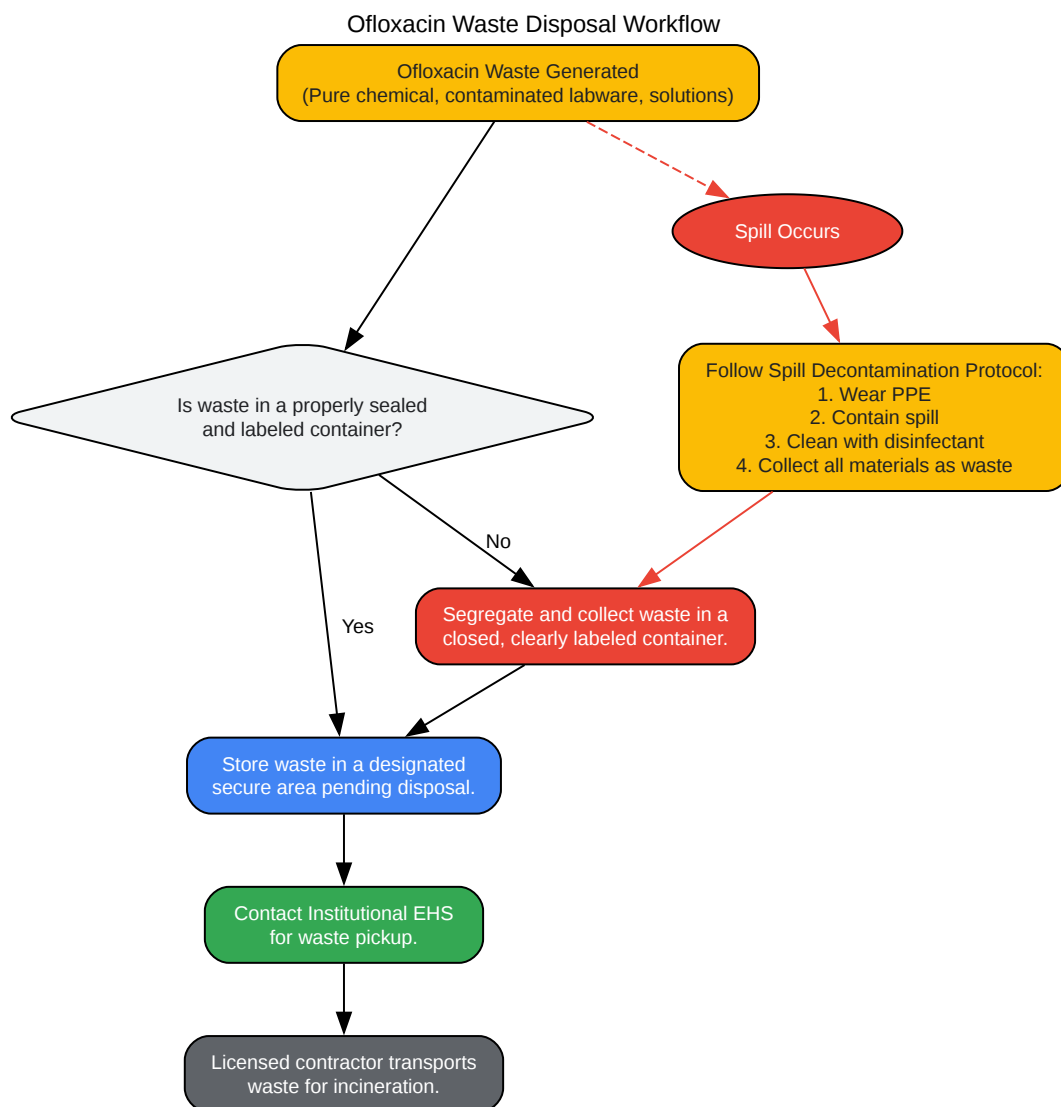 Ofloxacin Waste Disposal Workflow
Ofloxacin Waste Generated
(Pure chemical, contaminated labware, solutions)
Spill Occurs
Is waste in a properly sealed
and labeled container?
Follow Spill Decontamination Protocol:
1. Wear PPE
2. Contain spill
3. Clean with disinfectant
4. Collect all materials as waste
No
Yes
Segregate and collect waste in a
closed, clearly labeled container.
Store waste in a designated
secure area pending disposal.
Contact Institutional EHS
for waste pickup.
Licensed contractor transports
waste for incineration.